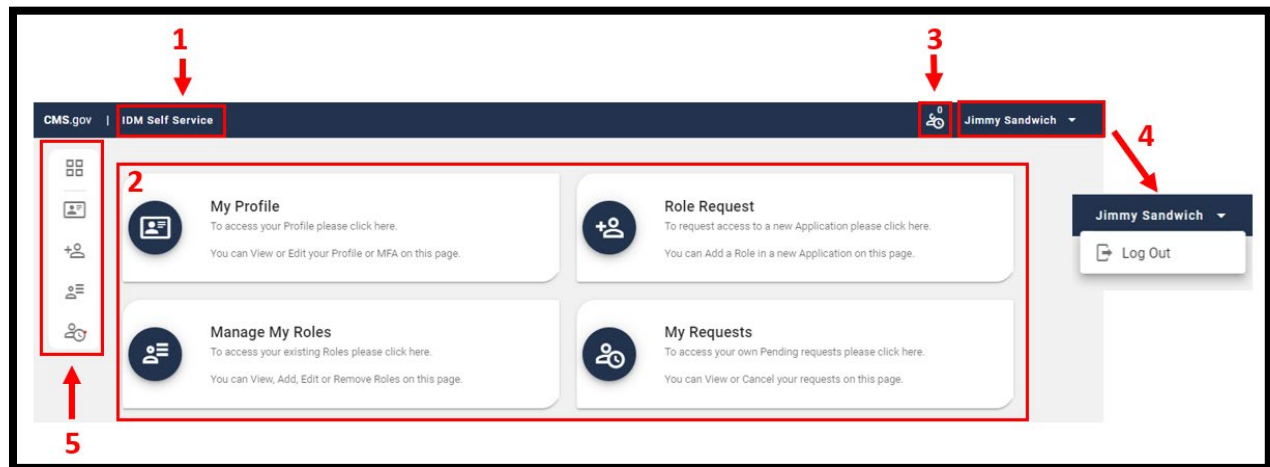 1
3
CMS.gov | IDM Self Service
0
Jimmy Sandwich
4
2
My Profile
To access your Profile please click here.
You can View or Edit your Profile or MFA on this page.
Role Request
To request access to a new Application please click here.
You can Add a Role in a new Application on this page.
Jimmy Sandwich
Log Out
Manage My Roles
To access your existing Roles please click here.
You can View, Add, Edit or Remove Roles on this page.
My Requests
To access your own Pending requests please click here.
You can View or Cancel your requests on this page.
5